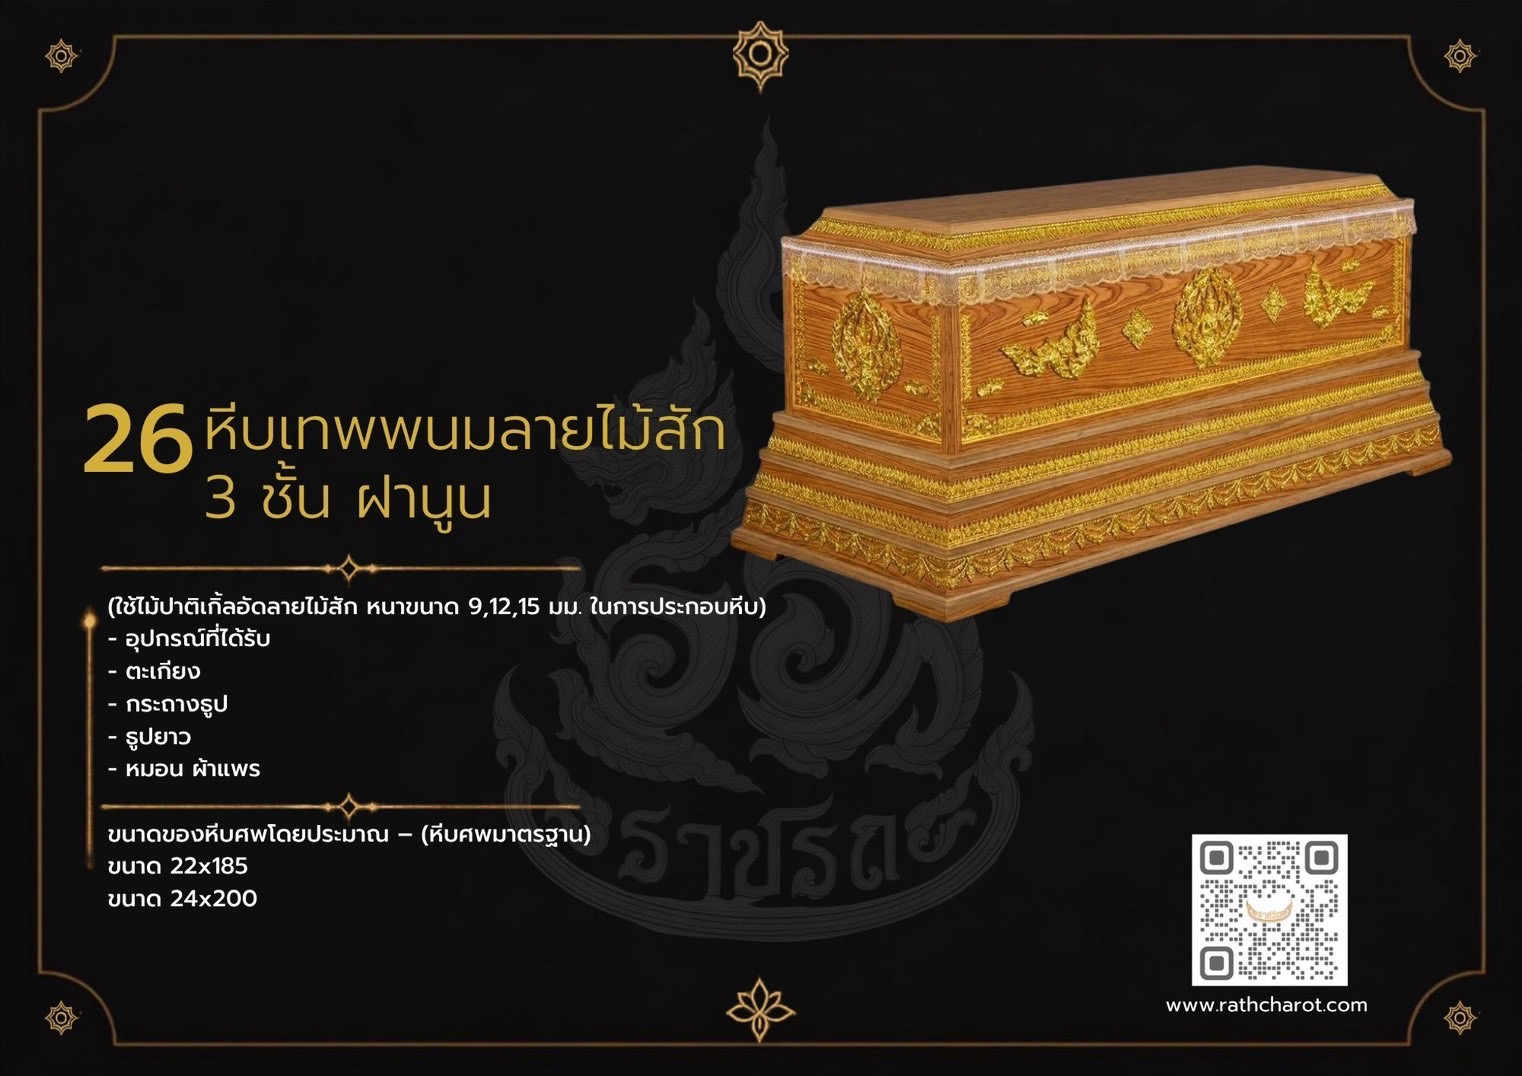 26 หีบเทพพนมลายไม้สัก
3 ชั้น ฝานูน
(ใช้ไม้ปาติเกิ้ลอัดลายไม้สัก หนาขนาด 9,12,15 มม. ในการประกอบหีบ)
- อุปกรณ์ที่ได้รับ
- ตะเกียง
- กระถางธูป
- ธูปยาว
- หมอน ผ้าแพร
ขนาดของหีบศพโดยประมาณ – (หีบศพมาตรฐาน)
ขนาด 22x185
ขนาด 24x200
ราชรถ
www.rathcharot.com